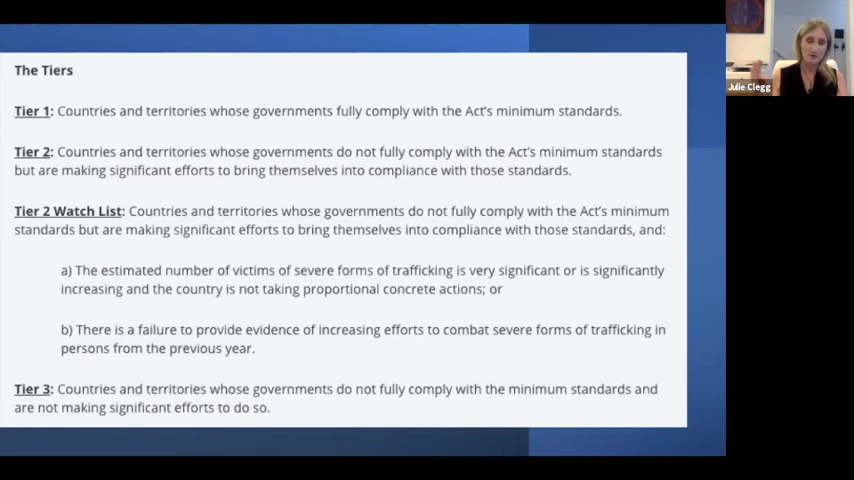 The Tiers
Tier 1: Countries and territories whose governments fully comply with the Act's minimum standards.
Tier 2: Countries and territories whose governments do not fully comply with the Act's minimum standards
but are making significant efforts to bring themselves into compliance with those standards.
Tier 2 Watch List: Countries and territories whose governments do not fully comply with the Act's minimum
standards but are making significant efforts to bring themselves into compliance with those standards, and:
a) The estimated number of victims of severe forms of trafficking is very significant or is significantly
increasing and the country is not taking proportional concrete actions; or
b) There is a failure to provide evidence of increasing efforts to combat severe forms of trafficking in
persons from the previous year.
Tier 3: Countries and territories whose governments do not fully comply with the minimum standards and
are not making significant efforts to do so.
Julie Clegg